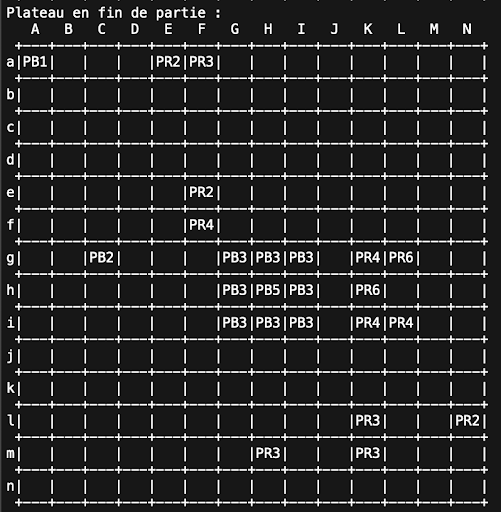 Plateau en fin de partie :
A B C D E F G H I J K L M N
a|PB1| | | |PR2|PR3| | | | | | | | |
b| | | | | | | | | | | | | | |
c| | | | | | | | | | | | | | |
d| | | | | | | | | | | | | | |
e| | | | | |PR2| | | | | | | | |
f| | | | | |PR4| | | | | | | | |
g| | |CB2| | | |PB3|PB3|PB3| |PR4|PR6| | |
h| | | | | | |PB3|PB5|PB3| |PR6| | | |
i| | | | | | |PB3|PB3|PB3| |PR4|PR4| | |
j| | | | | | | | | | | | | | |
k| | | | | | | | | | | | | | |
l| | | | | | | | | | |PR3| | |PR2|
m| | | | | | | |PR3| | |PR3| | | |
n| | | | | | | | | | | | | | |